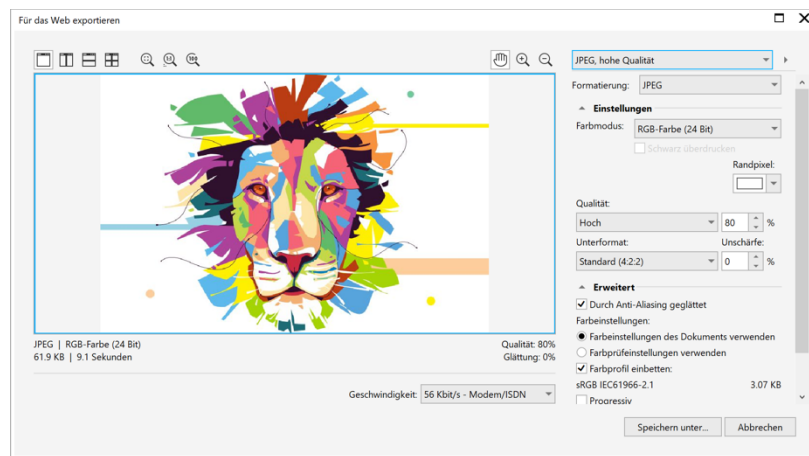 Für das Web exportieren
JPEG, hohe Qualität
Formatierung: JPEG
Einstellungen
Farbmodus: RGB-Farbe (24 Bit)
Schwarz überdrucken
Randpixel:
Qualität:
Hoch 80 %
Unterformat: Unschärfe:
Standard (4:2:2) 0 %
Erweitert
Durch Anti-Aliasing geglättet
Farbeinstellungen:
Farbeinstellungen des Dokuments verwenden
Farbprüfeinstellungen verwenden
Farbprofil einbetten:
sRGB IEC61966-2.1 3.07 KB
Progressiv
JPEG | RGB-Farbe (24 Bit) Qualität: 80%
61.9 KB | 9.1 Sekunden Glättung: 0%
Geschwindigkeit: 56 Kbit/s - Modem/ISDN
Speichern unter... Abbrechen